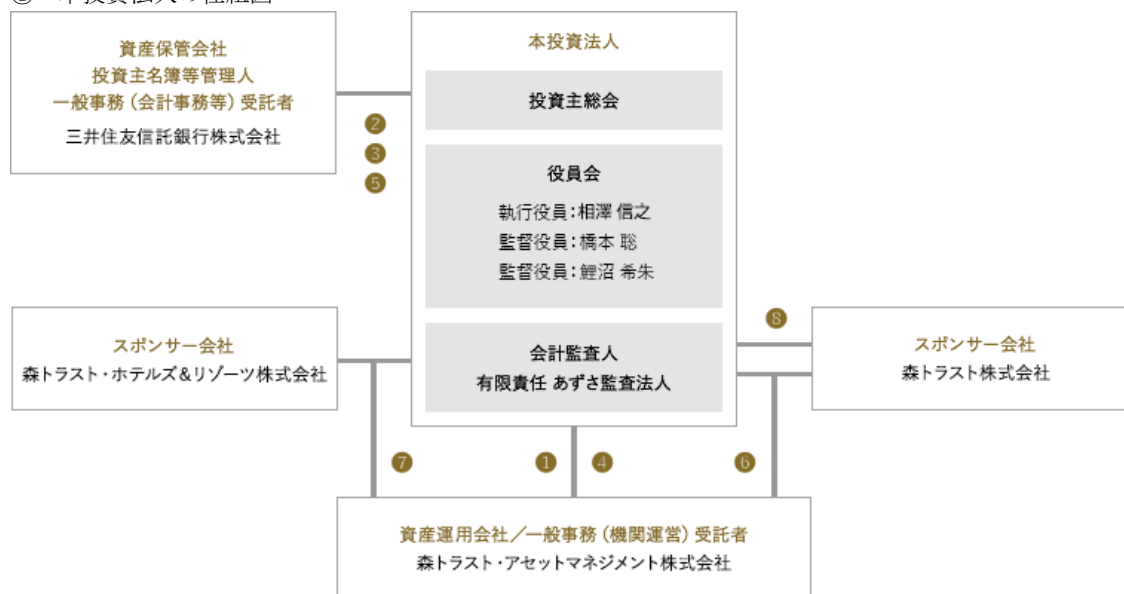 資産保管会社
投資主名簿等管理人
一般事務（会計事務等）受託者
三井住友信託銀行株式会社
②
③
⑤
本投資法人
投資主総会
役員会
執行役員：相澤 信之
監督役員：橋本 聡
監督役員：鯉沼 希朱
会計監査人
有限責任 あずさ監査法人
スポンサー会社
森トラスト・ホテルズ&リゾーツ株式会社
⑧
スポンサー会社
森トラスト株式会社
⑦
①
④
⑥
資産運用会社／一般事務（機関運営）受託者
森トラスト・アセットマネジメント株式会社